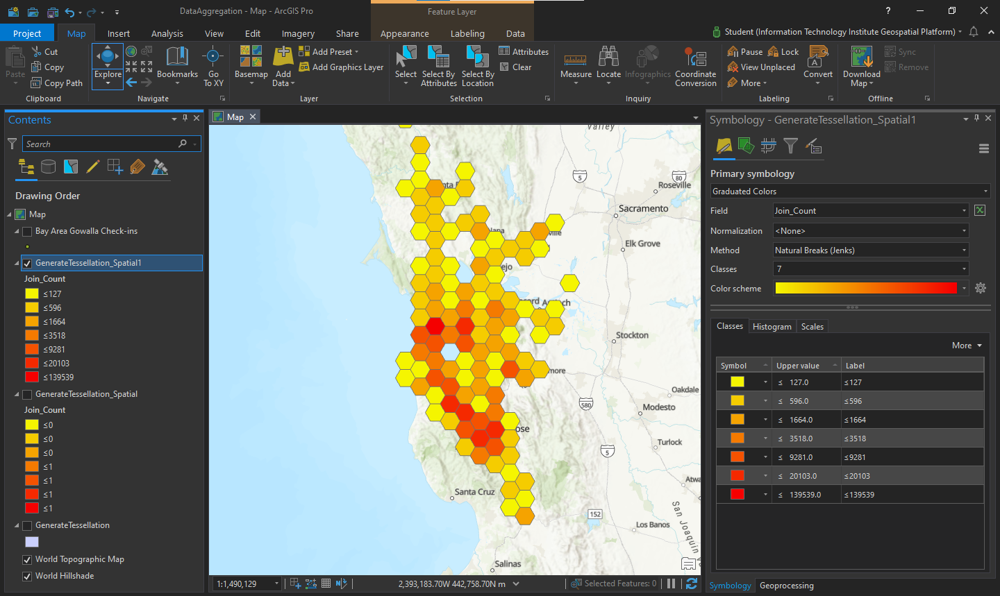 DataAggregation - Map - ArcGIS Pro
Feature Layer
?
Project
Map
Insert
Analysis
View
Edit
Imagery
Share
Appearance
Labeling
Data
Student (Information Technology Institute Geospatial Platform)
Paste
Cut
Copy
Copy Path
Clipboard
Explore
Bookmarks
Go To XY
Navigate
Basemap
Add Data
Add Preset
Add Graphics Layer
Layer
Select
Select By Attributes
Select By Location
Attributes
Clear
Selection
Measure
Locate
Infographics
Coordinate Conversion
Inquiry
Pause
Lock
View Unplaced
More
Convert
Labeling
Download Map
Sync
Remove
Offline
Contents
Search
Drawing Order
Map
Bay Area Gowalla Check-ins
GenerateTessellation_Spatial1
Join_Count
≤127
≤596
≤1664
≤3518
≤9281
≤20103
≤139539
GenerateTessellation_Spatial
Join_Count
≤0
≤0
≤0
≤1
≤1
≤1
≤1
GenerateTessellation
World Topographic Map
World Hillshade
Map
Valley
5
80
Roseville
Sacramento
Elk Grove
Stockton
Oakdale
580
Modesto
5
Turlock
Santa Cruz
152
Los Banos
San Joaquin
Salinas
1:1,490,129
2,393,183.70W 442,758.70N m
Selected Features: 0
Symbology - GenerateTessellation_Spatial1
Primary symbology
Graduated Colors
Field
Join_Count
Normalization
<None>
Method
Natural Breaks (Jenks)
Classes
7
Color scheme
Classes
Histogram
Scales
More
Symbol
Upper value
Label
≤ 127.0 ≤127
≤ 596.0 ≤596
≤ 1664.0 ≤1664
≤ 3518.0 ≤3518
≤ 9281.0 ≤9281
≤ 20103.0 ≤20103
≤ 139539.0 ≤139539
Symbology
Geoprocessing